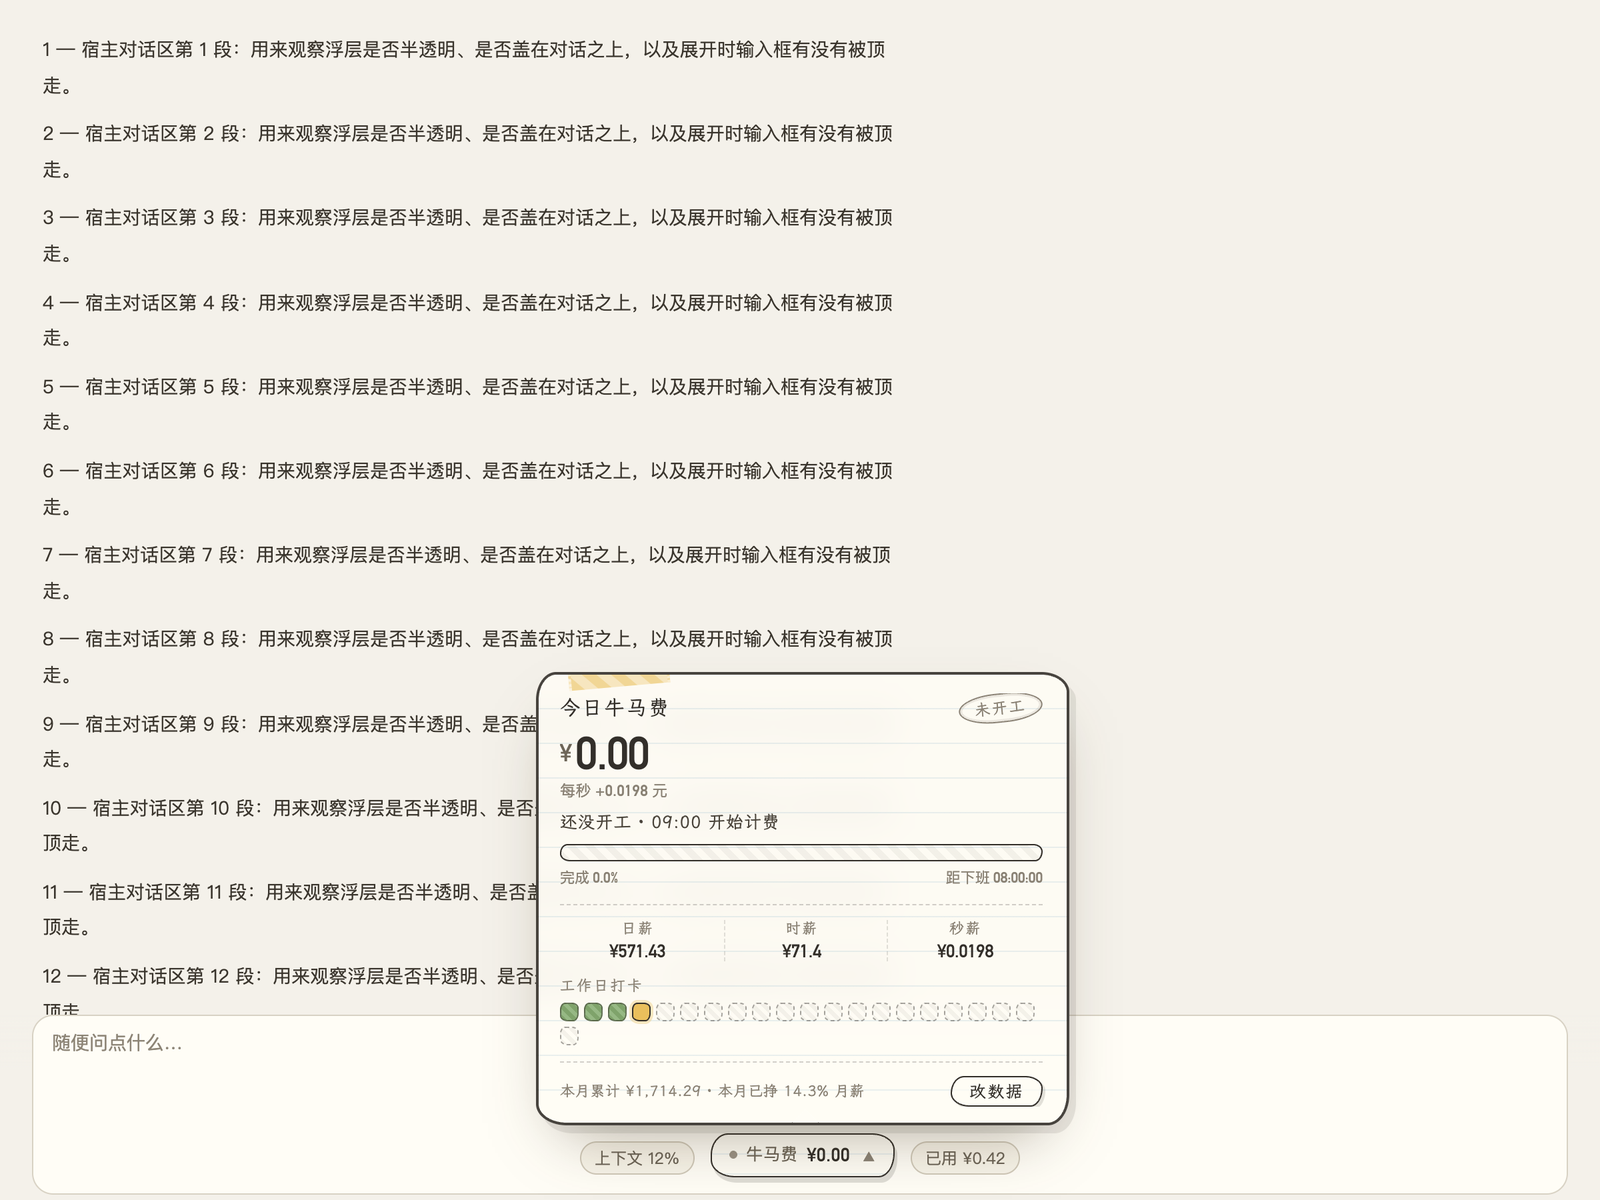 1 — 宿主对话区第 1 段：用来观察浮层是否半透明、是否盖在对话之上，以及展开时输入框有没有被顶
走。
2 — 宿主对话区第 2 段：用来观察浮层是否半透明、是否盖在对话之上，以及展开时输入框有没有被顶
走。
3 — 宿主对话区第 3 段：用来观察浮层是否半透明、是否盖在对话之上，以及展开时输入框有没有被顶
走。
4 — 宿主对话区第 4 段：用来观察浮层是否半透明、是否盖在对话之上，以及展开时输入框有没有被顶
走。
5 — 宿主对话区第 5 段：用来观察浮层是否半透明、是否盖在对话之上，以及展开时输入框有没有被顶
走。
6 — 宿主对话区第 6 段：用来观察浮层是否半透明、是否盖在对话之上，以及展开时输入框有没有被顶
走。
7 — 宿主对话区第 7 段：用来观察浮层是否半透明、是否盖在对话之上，以及展开时输入框有没有被顶
走。
8 — 宿主对话区第 8 段：用来观察浮层是否半透明、是否盖在对话之上，以及展开时输入框有没有被顶
走。
9 — 宿主对话区第 9 段：用来观察浮层是否半透明、是否盖
走。
10 — 宿主对话区第 10 段：用来观察浮层是否半透明、是否
顶走。
11 — 宿主对话区第 11 段：用来观察浮层是否半透明、是否盖
顶走。
12 — 宿主对话区第 12 段：用来观察浮层是否半透明、是否
顶走。
今日牛马费
未开工
¥0.00
每秒 +0.0198 元
还没开工・09:00 开始计费
完成 0.0%
距下班 08:00:00
日薪 时薪 秒薪
¥571.43 ¥71.4 ¥0.0198
工作日打卡
本月累计 ¥1,714.29・本月已挣 14.3% 月薪
改数据
随便问点什么…
上下文 12%
牛马费 ¥0.00 ▲
已用 ¥0.42